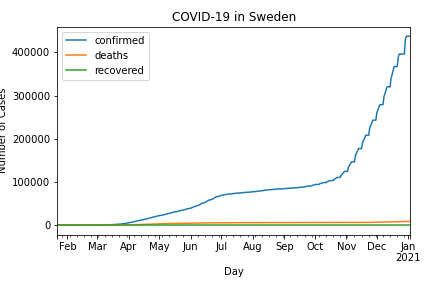 COVID-19 in Sweden
confirmed
deaths
recovered
400000
300000
200000
100000
0
Number of Cases
Feb Mar Apr May Jun Jul Aug Sep Oct Nov Dec Jan
2021
Day